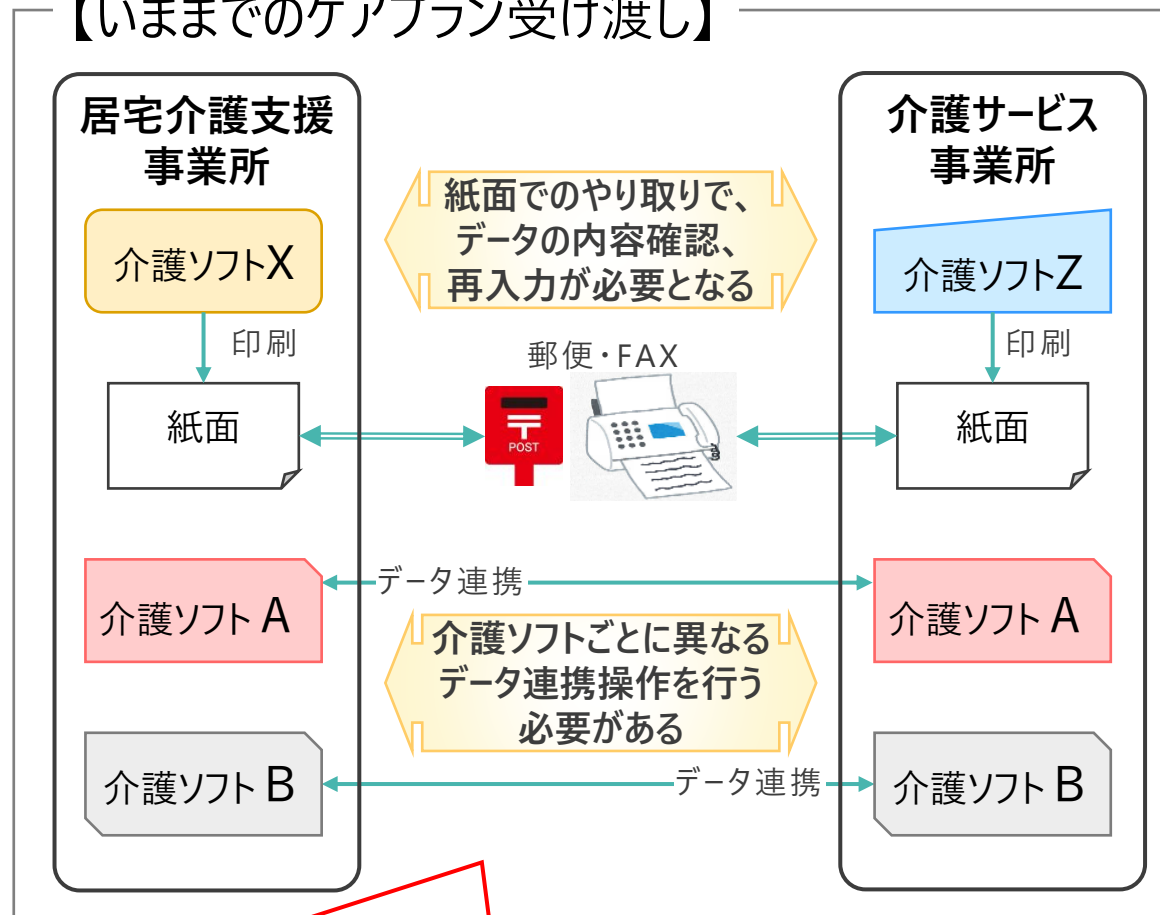 【いままでのケアプラン受け渡し】
居宅介護支援
事業所
介護サービス
事業所
紙面でのやり取りで、
データの内容確認、
再入力が必要となる
介護ソフトX
介護ソフトZ
印刷
印刷
郵便・FAX
紙面
〒
POST
紙面
データ連携
介護ソフト A
介護ソフト A
介護ソフトごとに異なる
データ連携操作を行う
必要がある
データ連携
介護ソフト B
介護ソフト B